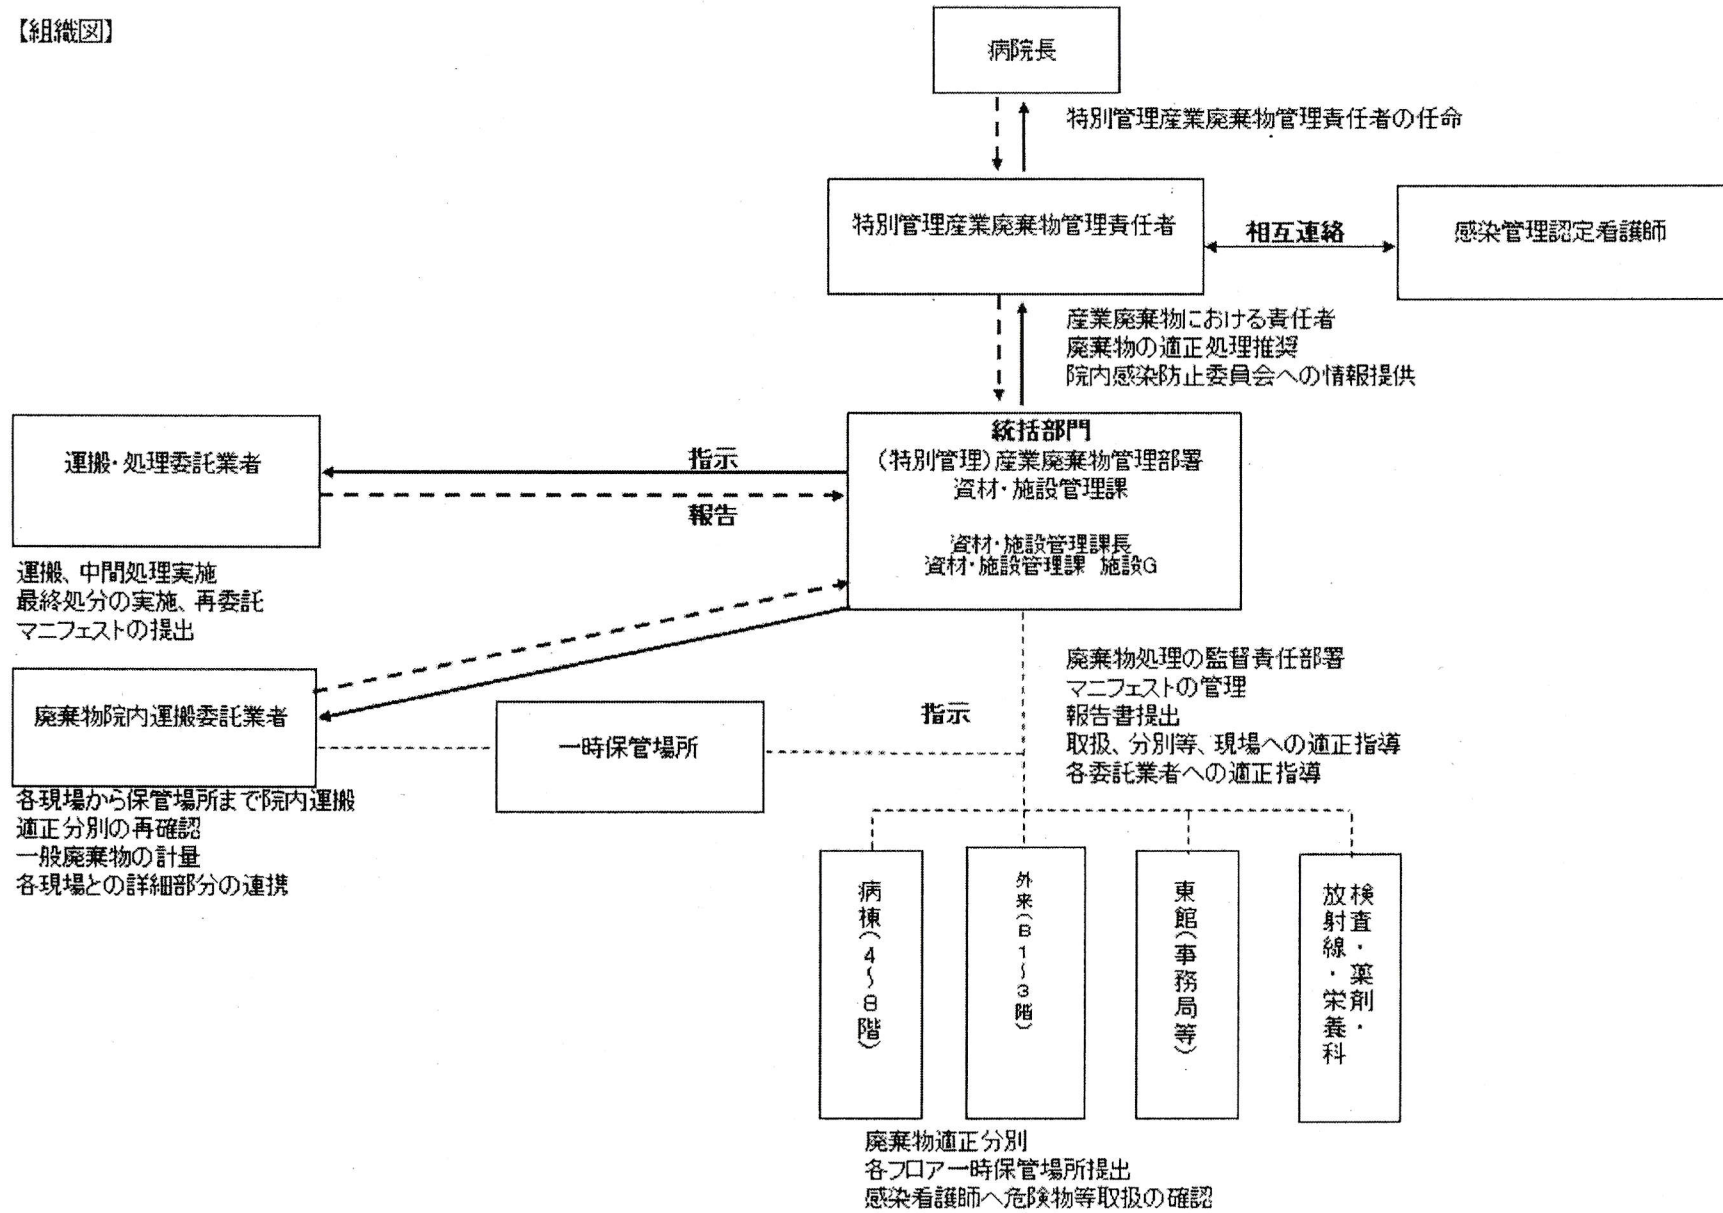 【組織図】
病院長
特別管理産業廃棄物管理責任者の任命
特別管理産業廃棄物管理責任者
相互連絡
感染管理認定看護師
産業廃棄物における責任者
廃棄物の適正処理推奨
院内感染防止委員会への情報提供
統括部門
（特別管理）産業廃棄物管理部署
資材・施設管理課
資材・施設管理課長
資材・施設管理課 施設G
運搬・処理委託業者
指示
報告
運搬、中間処理実施
最終処分の実施、再委託
マニフェストの提出
廃棄物処理の監督責任部署
マニフェストの管理
報告書提出
取扱、分別等、現場への適正指導
各委託業者への適正指導
指示
廃棄物院内運搬委託業者
一時保管場所
各現場から保管場所まで院内運搬
適正分別の再確認
一般廃棄物の計量
各現場との詳細部分の連携
病棟（4～8階）
外来（B1～3階）
東館（事務局等）
検査・薬剤・
放射線・栄養科
廃棄物適正分別
各フロア一時保管場所提出
感染看護師へ危険物等取扱の確認